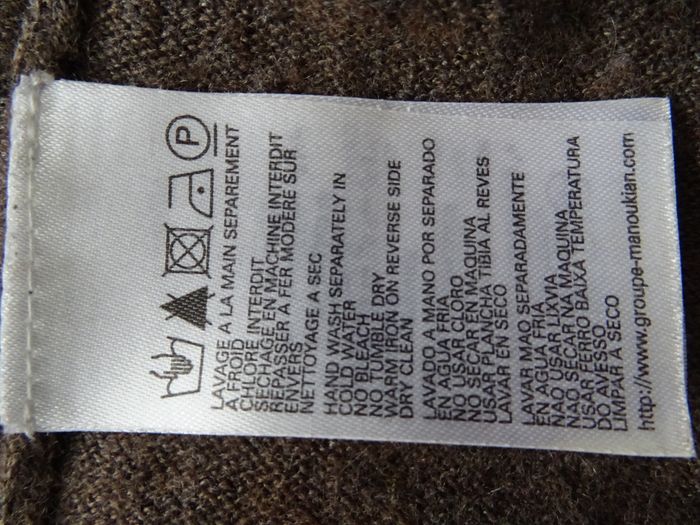 P
LAVAGE A LA MAIN SEPAREMENT
A FROID
CHLORE INTERDIT
SECHAGE EN MACHINE INTERDIT
REPASSER A FER MODERE SUR
ENVERS
NETTOYAGE A SEC
HAND WASH SEPARATELY IN
COLD WATER
NO BLEACH
NO TUMBLE DRY
WARM IRON ON REVERSE SIDE
DRY CLEAN
LAVADO A MANO POR SEPARADO
EN AGUA FRIA
NO USAR CLORO
NO SECAR EN MAQUINA
USAR PLANCHA TIBIA AL REVES
LAVAR EN SECO
LAVAR MAO SEPARADAMENTE
EN AGUA FRIA
NAO USAR LIXVIA
NAO SECAR NA MAQUINA
USAR FERRO BAIXA TEMPERATURA
DO AVESSO
LIMPAR A SECO
http://www.groupe-manoukian.com